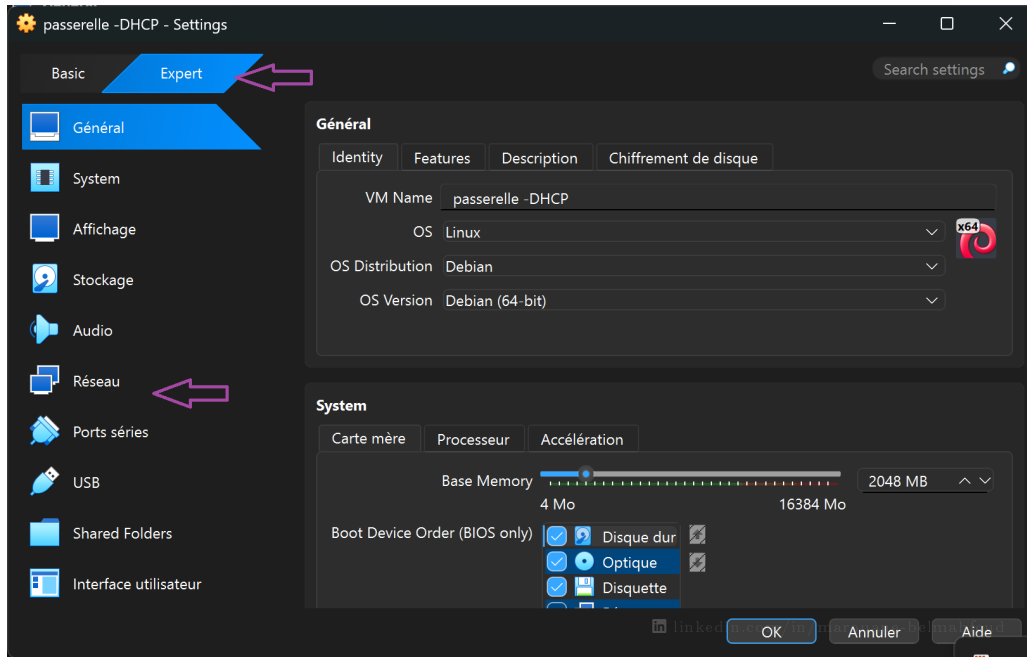 passerelle -DHCP - Settings
Basic
Expert
Search settings
Général
System
Affichage
Stockage
Audio
Réseau
Ports séries
USB
Shared Folders
Interface utilisateur
Général
Identity
Features
Description
Chiffrement de disque
VM Name
passerelle -DHCP
OS
Linux
x64
OS Distribution
Debian
OS Version
Debian (64-bit)
System
Carte mère
Processeur
Accélération
Base Memory
2048 MB
4 Mo
16384 Mo
Boot Device Order (BIOS only)
Disque dur
Optique
Disquette
OK
Annuler
Aide